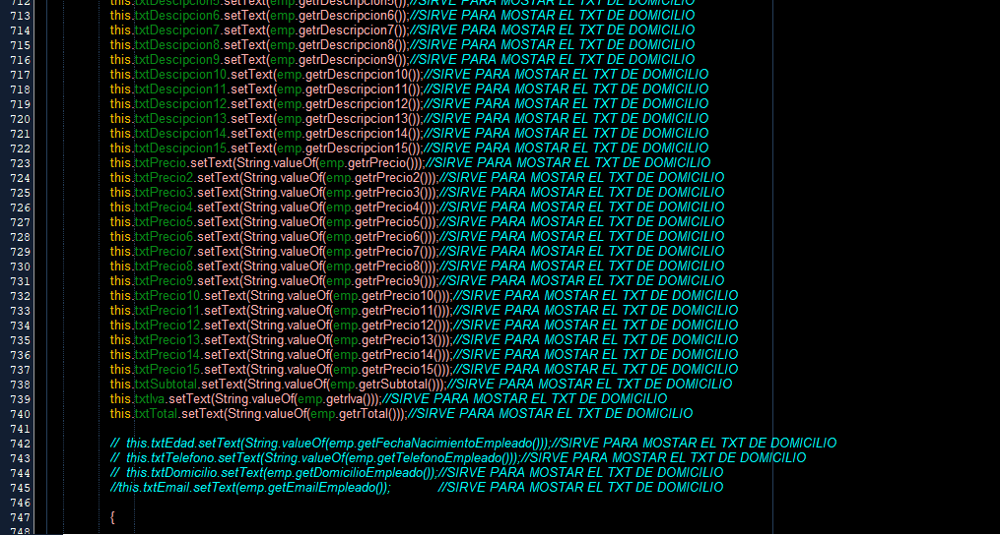 712 this.txtDescipcion5.setText(emp.getrDescripcion5());//SIRVE PARA MOSTAR EL TXT DE DOMICILIO
713 this.txtDescipcion6.setText(emp.getrDescripcion6());//SIRVE PARA MOSTAR EL TXT DE DOMICILIO
714 this.txtDescipcion7.setText(emp.getrDescripcion7());//SIRVE PARA MOSTAR EL TXT DE DOMICILIO
715 this.txtDescipcion8.setText(emp.getrDescripcion8());//SIRVE PARA MOSTAR EL TXT DE DOMICILIO
716 this.txtDescipcion9.setText(emp.getrDescripcion9());//SIRVE PARA MOSTAR EL TXT DE DOMICILIO
717 this.txtDescipcion10.setText(emp.getrDescripcion10());//SIRVE PARA MOSTAR EL TXT DE DOMICILIO
718 this.txtDescipcion11.setText(emp.getrDescripcion11());//SIRVE PARA MOSTAR EL TXT DE DOMICILIO
719 this.txtDescipcion12.setText(emp.getrDescripcion12());//SIRVE PARA MOSTAR EL TXT DE DOMICILIO
720 this.txtDescipcion13.setText(emp.getrDescripcion13());//SIRVE PARA MOSTAR EL TXT DE DOMICILIO
721 this.txtDescipcion14.setText(emp.getrDescripcion14());//SIRVE PARA MOSTAR EL TXT DE DOMICILIO
722 this.txtDescipcion15.setText(emp.getrDescripcion15());//SIRVE PARA MOSTAR EL TXT DE DOMICILIO
723 this.txtPrecio.setText(String.valueOf(emp.getrPrecio()));//SIRVE PARA MOSTAR EL TXT DE DOMICILIO
724 this.txtPrecio2.setText(String.valueOf(emp.getrPrecio2()));//SIRVE PARA MOSTAR EL TXT DE DOMICILIO
725 this.txtPrecio3.setText(String.valueOf(emp.getrPrecio3()));//SIRVE PARA MOSTAR EL TXT DE DOMICILIO
726 this.txtPrecio4.setText(String.valueOf(emp.getrPrecio4()));//SIRVE PARA MOSTAR EL TXT DE DOMICILIO
727 this.txtPrecio5.setText(String.valueOf(emp.getrPrecio5()));//SIRVE PARA MOSTAR EL TXT DE DOMICILIO
728 this.txtPrecio6.setText(String.valueOf(emp.getrPrecio6()));//SIRVE PARA MOSTAR EL TXT DE DOMICILIO
729 this.txtPrecio7.setText(String.valueOf(emp.getrPrecio7()));//SIRVE PARA MOSTAR EL TXT DE DOMICILIO
730 this.txtPrecio8.setText(String.valueOf(emp.getrPrecio8()));//SIRVE PARA MOSTAR EL TXT DE DOMICILIO
731 this.txtPrecio9.setText(String.valueOf(emp.getrPrecio9()));//SIRVE PARA MOSTAR EL TXT DE DOMICILIO
732 this.txtPrecio10.setText(String.valueOf(emp.getrPrecio10()));//SIRVE PARA MOSTAR EL TXT DE DOMICILIO
733 this.txtPrecio11.setText(String.valueOf(emp.getrPrecio11()));//SIRVE PARA MOSTAR EL TXT DE DOMICILIO
734 this.txtPrecio12.setText(String.valueOf(emp.getrPrecio12()));//SIRVE PARA MOSTAR EL TXT DE DOMICILIO
735 this.txtPrecio13.setText(String.valueOf(emp.getrPrecio13()));//SIRVE PARA MOSTAR EL TXT DE DOMICILIO
736 this.txtPrecio14.setText(String.valueOf(emp.getrPrecio14()));//SIRVE PARA MOSTAR EL TXT DE DOMICILIO
737 this.txtPrecio15.setText(String.valueOf(emp.getrPrecio15()));//SIRVE PARA MOSTAR EL TXT DE DOMICILIO
738 this.txtSubtotal.setText(String.valueOf(emp.getrSubtotal()));//SIRVE PARA MOSTAR EL TXT DE DOMICILIO
739 this.txtIva.setText(String.valueOf(emp.getrIva()));//SIRVE PARA MOSTAR EL TXT DE DOMICILIO
740 this.txtTotal.setText(String.valueOf(emp.getrTotal()));//SIRVE PARA MOSTAR EL TXT DE DOMICILIO
741
742 // this.txtEdad.setText(String.valueOf(emp.getFechaNacimientoEmpleado()));//SIRVE PARA MOSTAR EL TXT DE DOMICILIO
743 // this.txtTelefono.setText(String.valueOf(emp.getTelefonoEmpleado()));//SIRVE PARA MOSTAR EL TXT DE DOMICILIO
744 // this.txtDomicilio.setText(emp.getDomicilioEmpleado());//SIRVE PARA MOSTAR EL TXT DE DOMICILIO
745 //this.txtEmail.setText(emp.getEmailEmpleado()); //SIRVE PARA MOSTAR EL TXT DE DOMICILIO
746
747 {
748